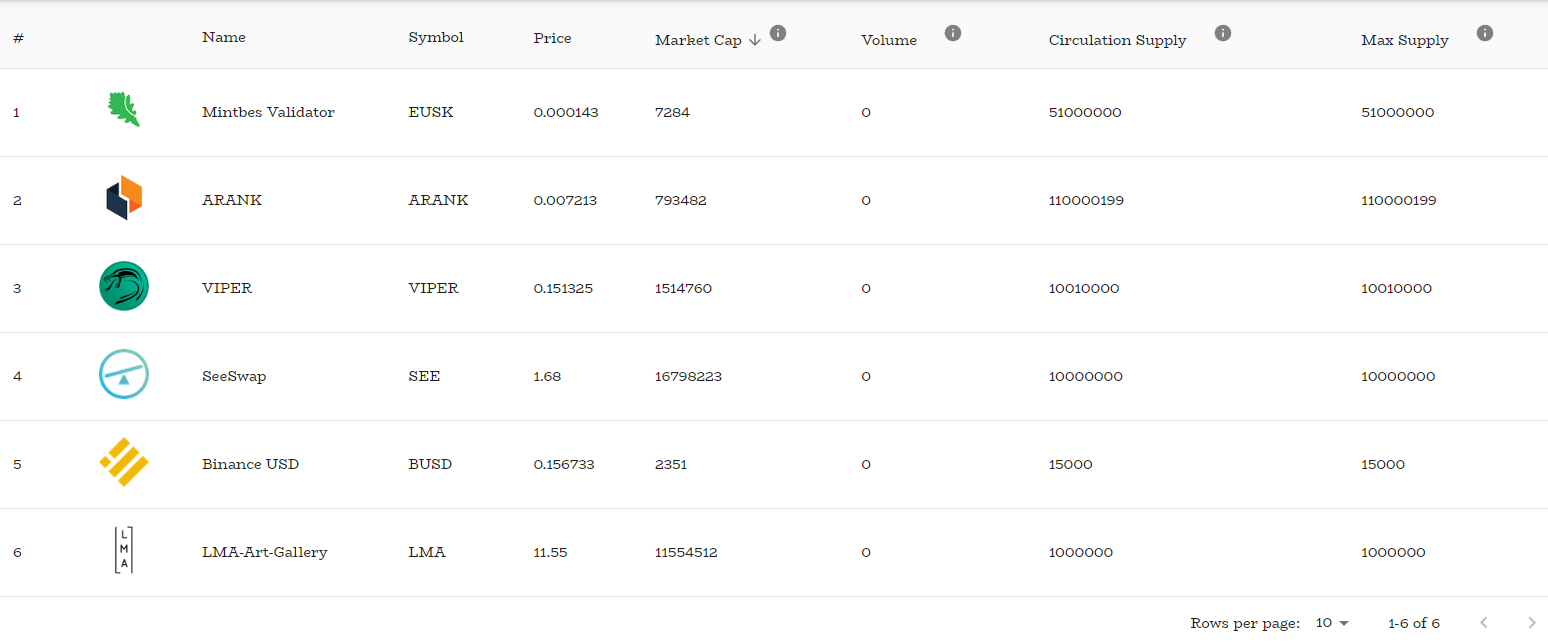 # Name Symbol Price Market Cap Volume Circulation Supply Max Supply
1 Mintbes Validator EUSK 0.000143 7284 0 51000000 51000000
2 ARANK ARANK 0.007213 793482 0 110000199 110000199
3 VIPER VIPER 0.151325 1514760 0 10010000 10010000
4 SeeSwap SEE 1.68 16798223 0 10000000 10000000
5 Binance USD BUSD 0.156733 2351 0 15000 15000
L
M
A
6 LMA-Art-Gallery LMA 11.55 11554512 0 1000000 1000000
Rows per page: 10 1-6 of 6